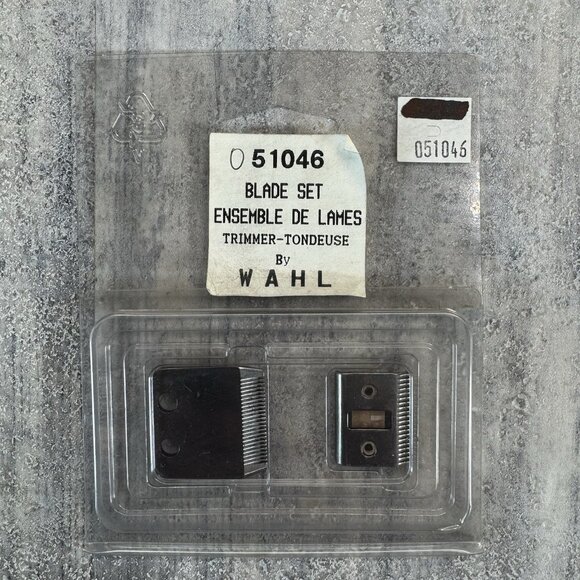 0 51046
BLADE SET
ENSEMBLE DE LAMES
TRIMMER-TONDEUSE
By
WAHL
051046